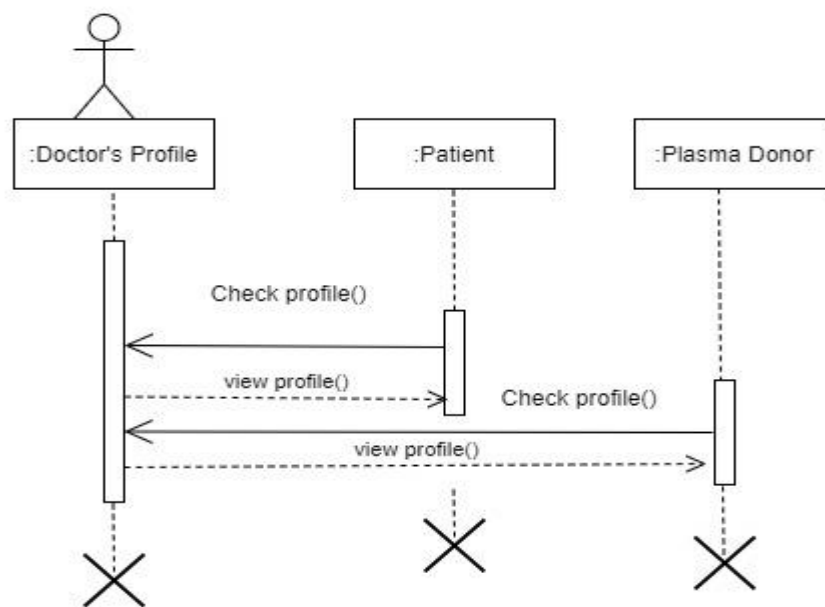 :Doctor's Profile
:Patient
:Plasma Donor
Check profile()
view profile()
Check profile()
view profile()